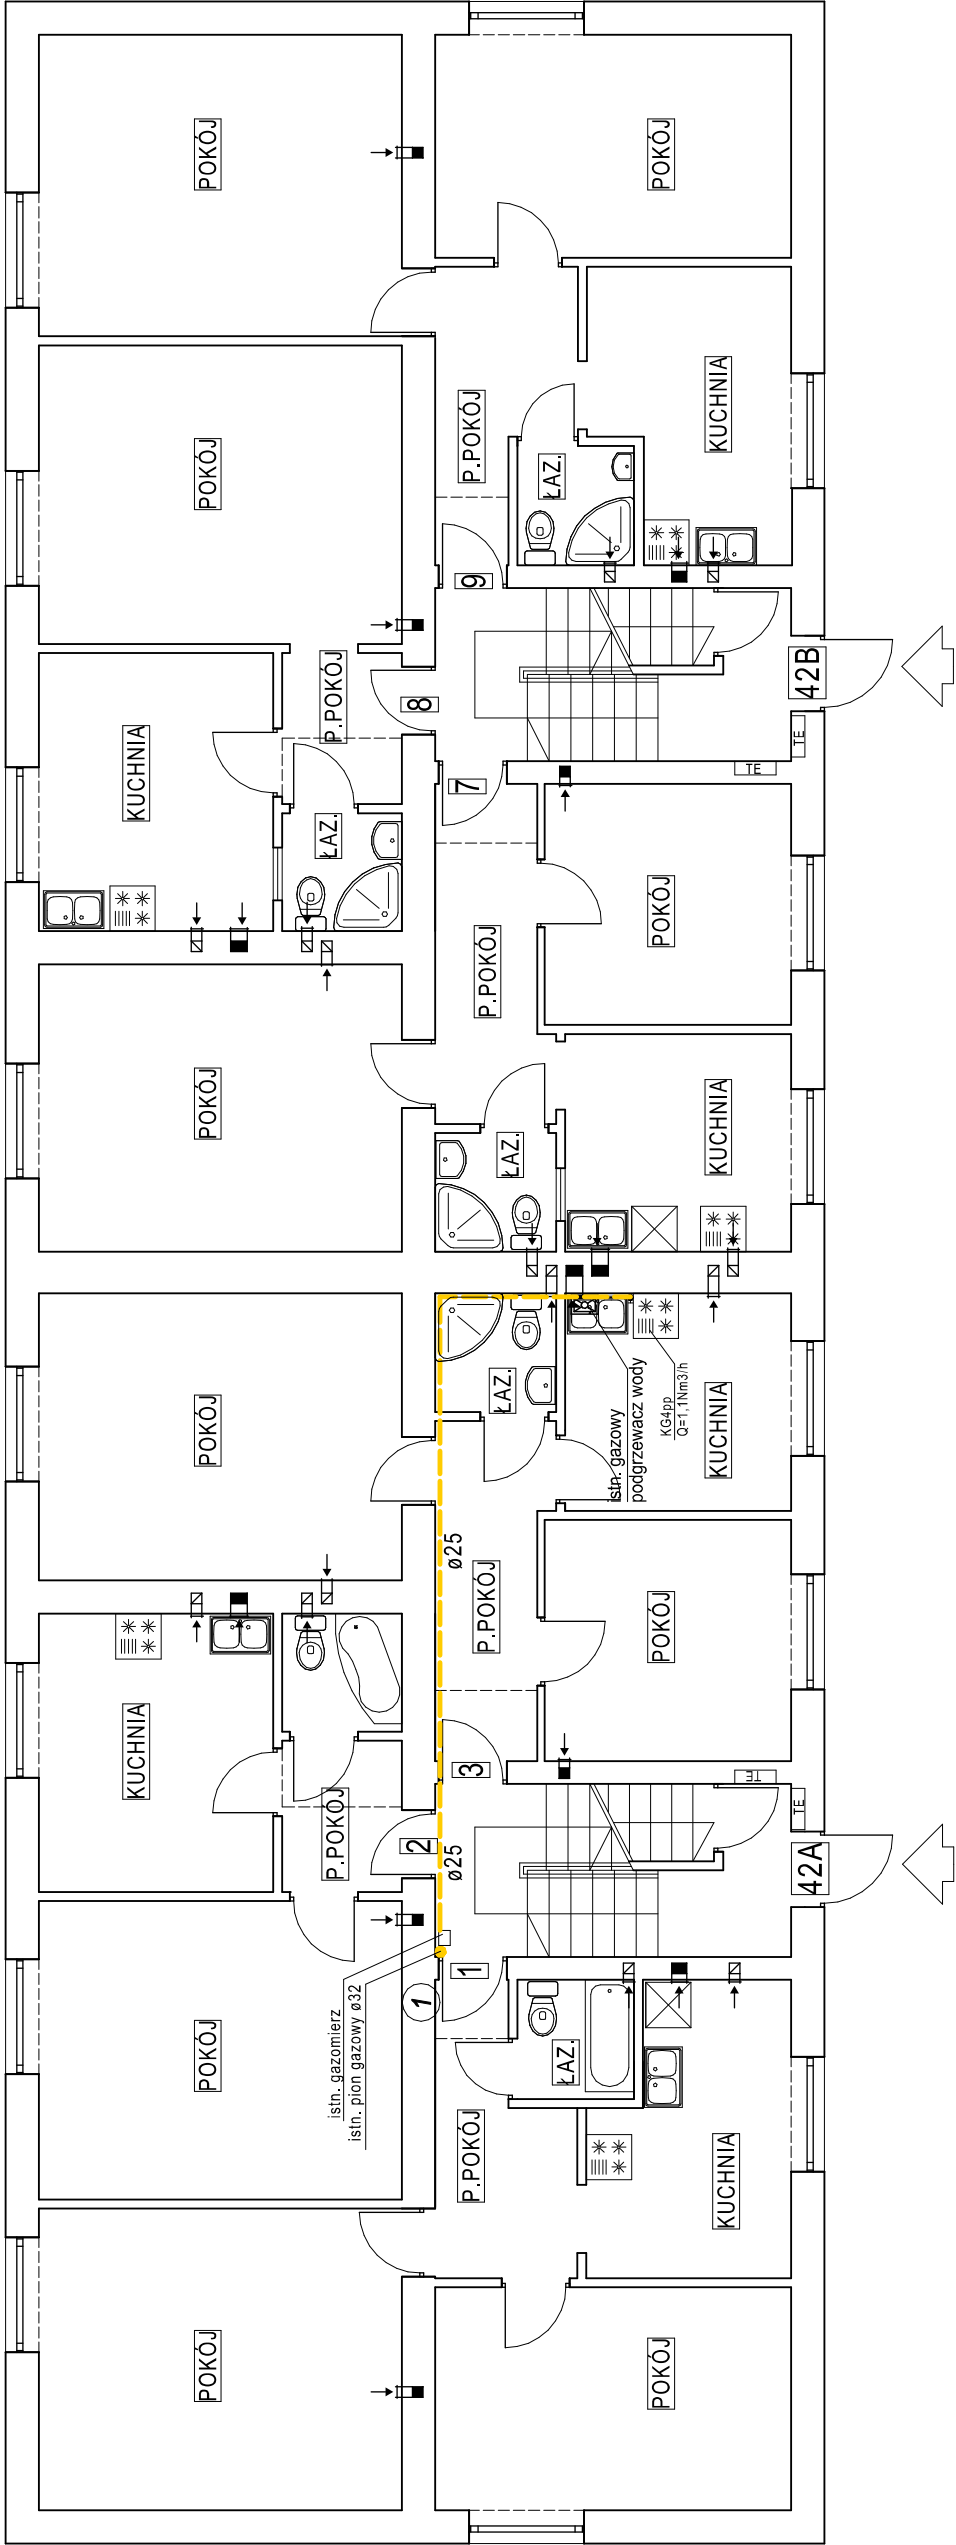 KUCHNIA
KUCHNIA
POKÓJ
POKÓJ
POKÓJ
POKÓJ
POKÓJ
POKÓJ
P.POKÓJ
ŁAZ.
P.POKÓJ
istn. gazomierz
istn. pion gazowy ø32
1
2
8
ø25
ø25
P.POKÓJ
1
3
P.POKÓJ
P.POKÓJ
7
9
P.POKÓJ
ŁAZ.
ŁAZ.
ŁAZ.
ŁAZ.
istn. gazowy
podgrzewacz wody
KG4pp
Q=1,1Nm3/h
POKÓJ
POKÓJ
POKÓJ
POKÓJ
KUCHNIA
KUCHNIA
KUCHNIA
KUCHNIA
TE
TE
TE
TE
42A
42B